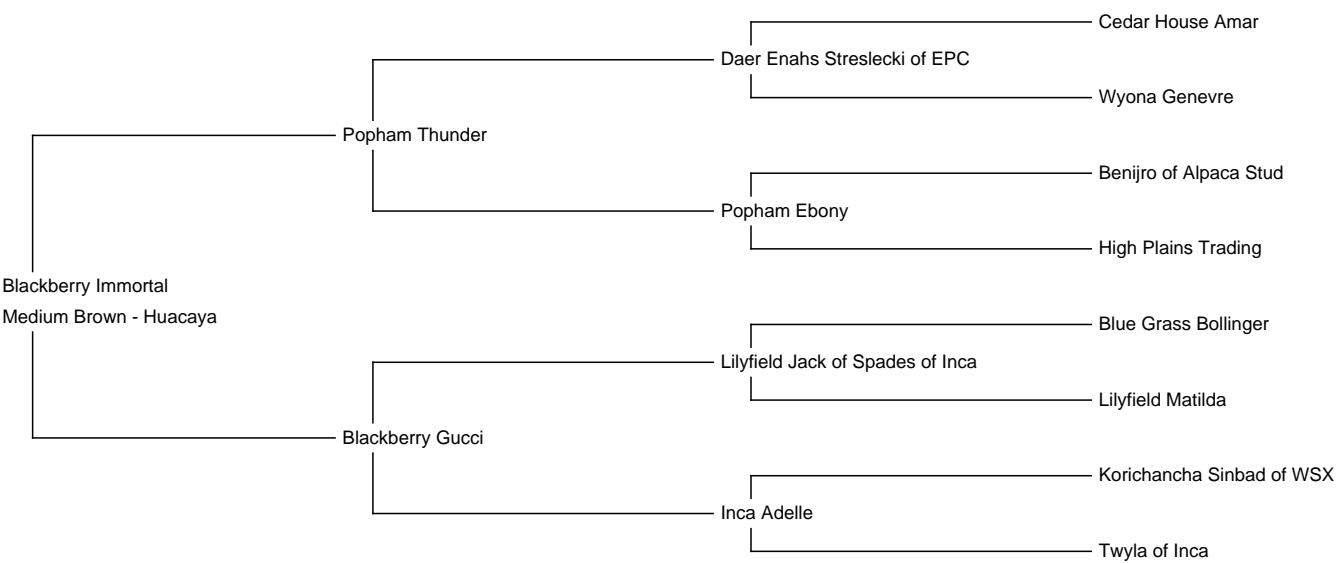 Cedar House Amar
Daer Enahs Streslecki of EPC
Wyona Genevre
Popham Thunder
Benijro of Alpaca Stud
Popham Ebony
High Plains Trading
Blackberry Immortal
Medium Brown - Huacaya
Blue Grass Bollinger
Lilyfield Jack of Spades of Inca
Lilyfield Matilda
Blackberry Gucci
Korichancha Sinbad of WSX
Inca Adelle
Twyla of Inca